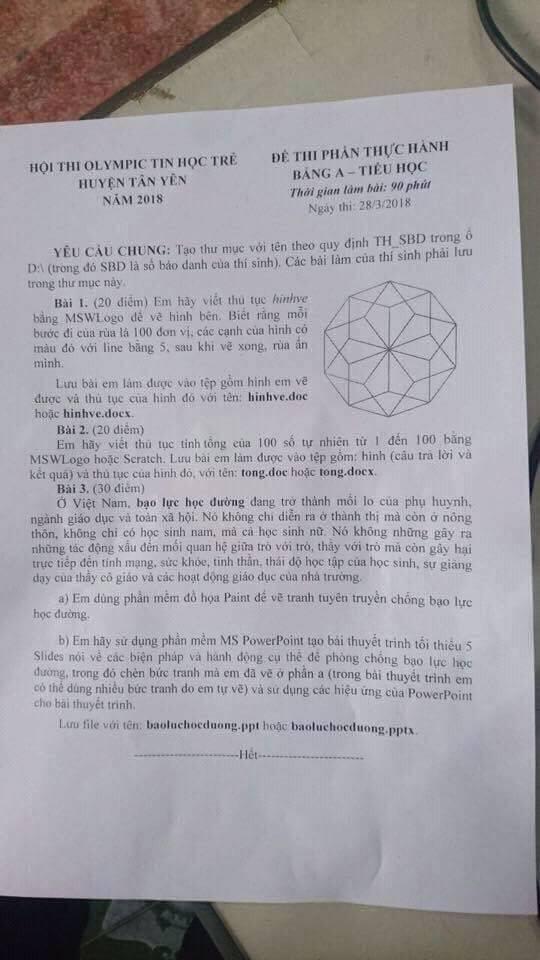 HỘI THI OLYMPIC TIN HỌC TRẺ
HUYỆN TÂN YÊN
NĂM 2018
ĐỀ THI PHẦN THỰC HÀNH
BẢNG A – TIỂU HỌC
Thời gian làm bài: 90 phút
Ngày thi: 28/3/2018
YÊU CẦU CHUNG: Tạo thư mục với tên theo quy định TH_SBD trong ổ
D:\ (trong đó SBD là số báo danh của thí sinh). Các bài làm của thí sinh phải lưu
trong thư mục này.
Bài 1. (20 điểm) Em hãy viết thủ tục hinhve
bằng MSWLogo để vẽ hình bên. Biết rằng mỗi
bước đi của rùa là 100 đơn vị, các cạnh của hình có
màu đỏ với line bằng 5, sau khi vẽ xong, rùa ẩn
mình.
Lưu bài em làm được vào tệp gồm hình em vẽ
được và thủ tục của hình đó với tên: hinhve.doc
hoặc hinhve.docx.
Bài 2. (20 điểm)
Em hãy viết thủ tục tính tổng của 100 số tự nhiên từ 1 đến 100 bằng
MSWLogo hoặc Scratch. Lưu bài em làm được vào tệp gồm: hình (câu trả lời và
kết quả) và thủ tục của hình đó, với tên: tong.doc hoặc tong.docx.
Bài 3. (30 điểm)
Ở Việt Nam, bạo lực học đường đang trở thành mối lo của phụ huynh,
ngành giáo dục và toàn xã hội. Nó không chỉ diễn ra ở thành thị mà còn ở nông
thôn, không chỉ có học sinh nam, mà cả học sinh nữ. Nó không những gây ra
những tác động xấu đến mối quan hệ giữa trò với trò, thầy với trò mà còn gây hại
trực tiếp đến tính mạng, sức khỏe, tinh thần, thái độ học tập của học sinh, sự giảng
dạy của thầy cô giáo và các hoạt động giáo dục của nhà trường.
a) Em dùng phần mềm đồ họa Paint để vẽ tranh tuyên truyền chống bạo lực
học đường.
b) Em hãy sử dụng phần mềm MS PowerPoint tạo bài thuyết trình tối thiểu 5
Slides nói về các biện pháp và hành động cụ thể để phòng chống bạo lực học
đường, trong đó chèn bức tranh mà em đã vẽ ở phần a (trong bài thuyết trình em
có thể dùng nhiều bức tranh do em tự vẽ) và sử dụng các hiệu ứng của PowerPoint
cho bài thuyết trình.
Lưu file với tên: baoluchocduong.ppt hoặc baoluchocduong.pptx.
------------------------Hết------------------------